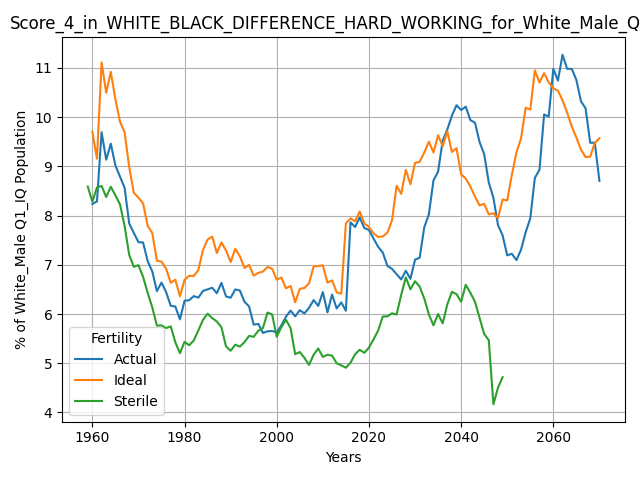 Score_4_in_WHITE_BLACK_DIFFERENCE_HARD_WORKING_for_White_Male_Q
% of White_Male Q1_IQ Population
11
10
9
8
7
6
5
4
Fertility
Actual
Ideal
Sterile
1960 1980 2000 2020 2040 2060
Years